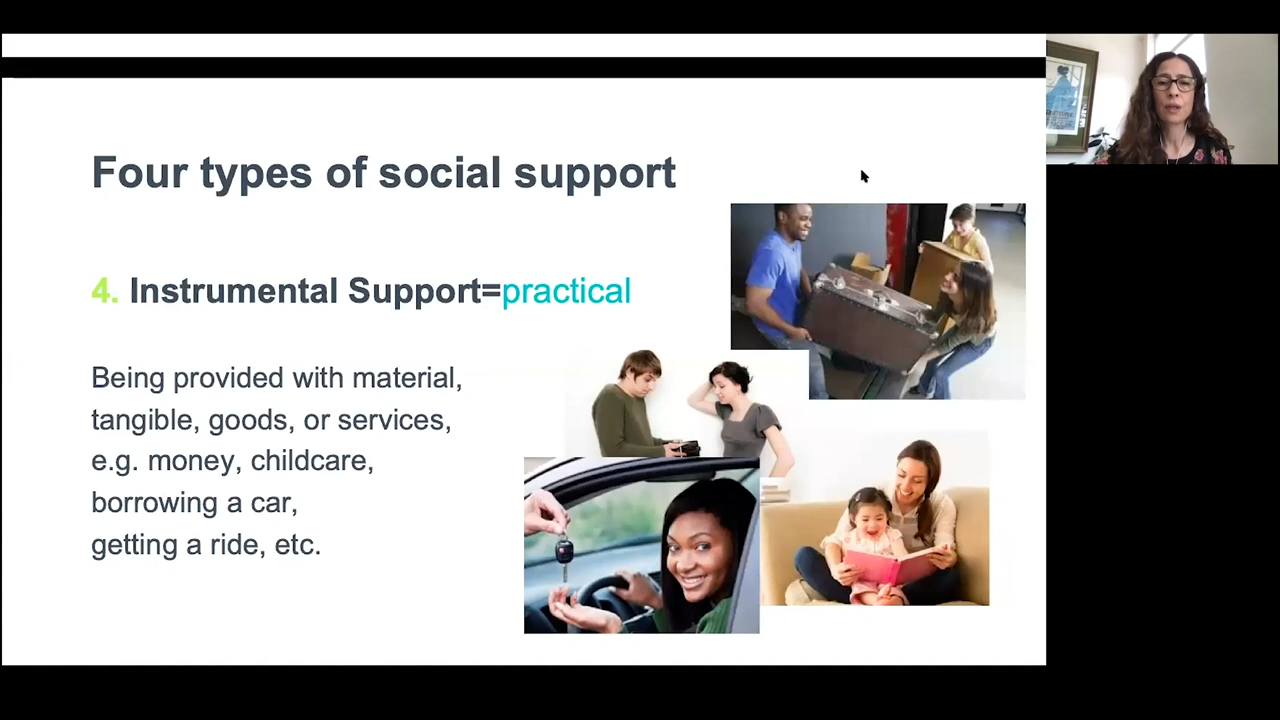 Four types of social support
4. Instrumental Support=practical
Being provided with material,
tangible, goods, or services,
e.g. money, childcare,
borrowing a car,
getting a ride, etc.